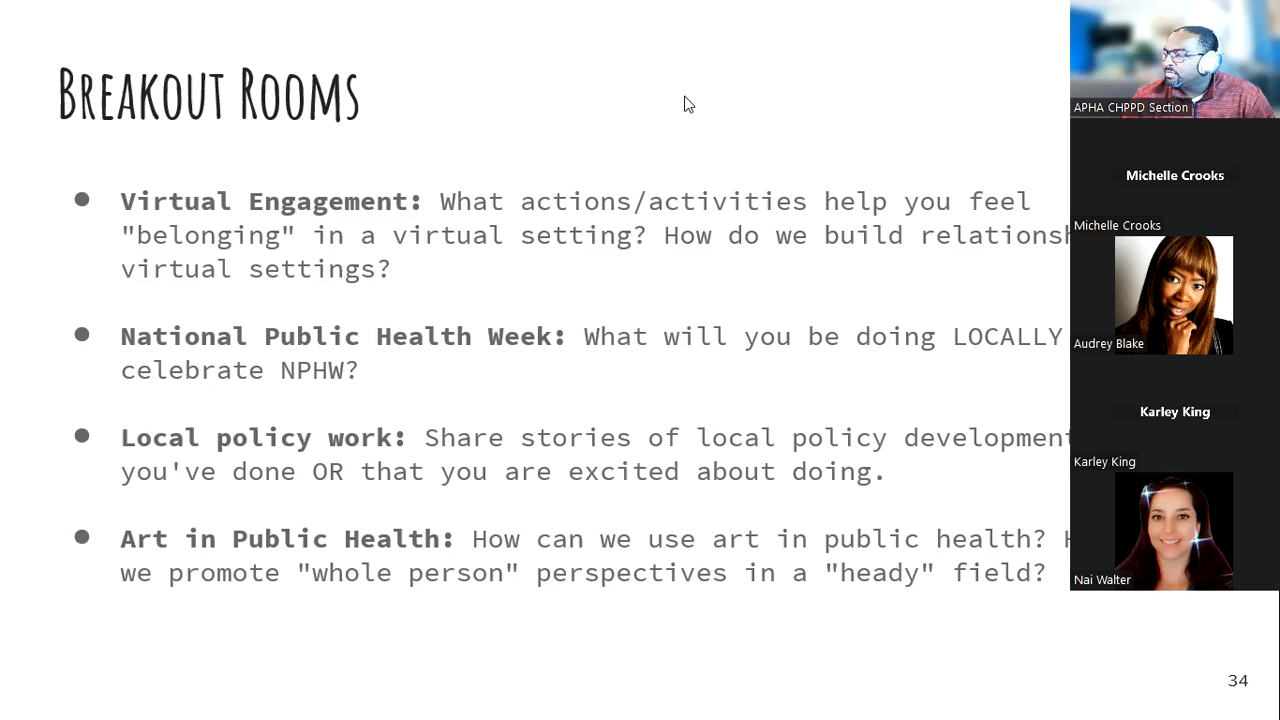 Breakout Rooms
● Virtual Engagement: What actions/activities help you feel
"belonging" in a virtual setting? How do we build
virtual settings?
● National Public Health Week: What will you be doing LOCALLY
celebrate NPHW?
● Local policy work: Share stories of local policy development
you've done OR that you are excited about doing.
● Art in Public Health: How can we use art in public health?
we promote "whole person" perspectives in a "heady" field?
34
APHA CHPPD Section
Michelle Crooks
Michelle Crooks
Audrey Blake
Karley King
Karley King
Nai Walter